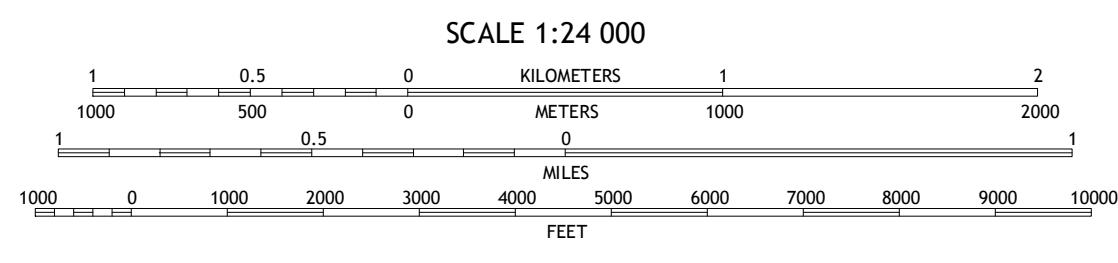 SCALE 1:24 000
1 0.5 0 KILOMETERS 1 2
1000 500 0 METERS 1000 2000
1 0.5 0 1
MILES
1000 0 1000 2000 3000 4000 5000 6000 7000 8000 9000 10000
FEET